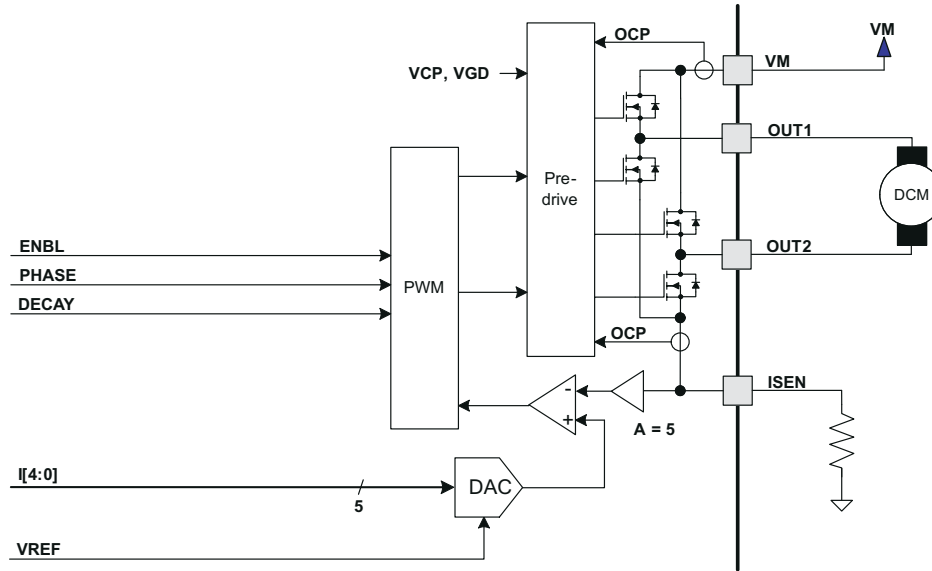 VM
OCP
VM
VCP, VGD
OUT1
Pre-
drive
DCM
ENBL
OUT2
PHASE
PWM
DECAY
OCP
ISEN
-
+
A = 5
I[4:0]
5
DAC
VREF